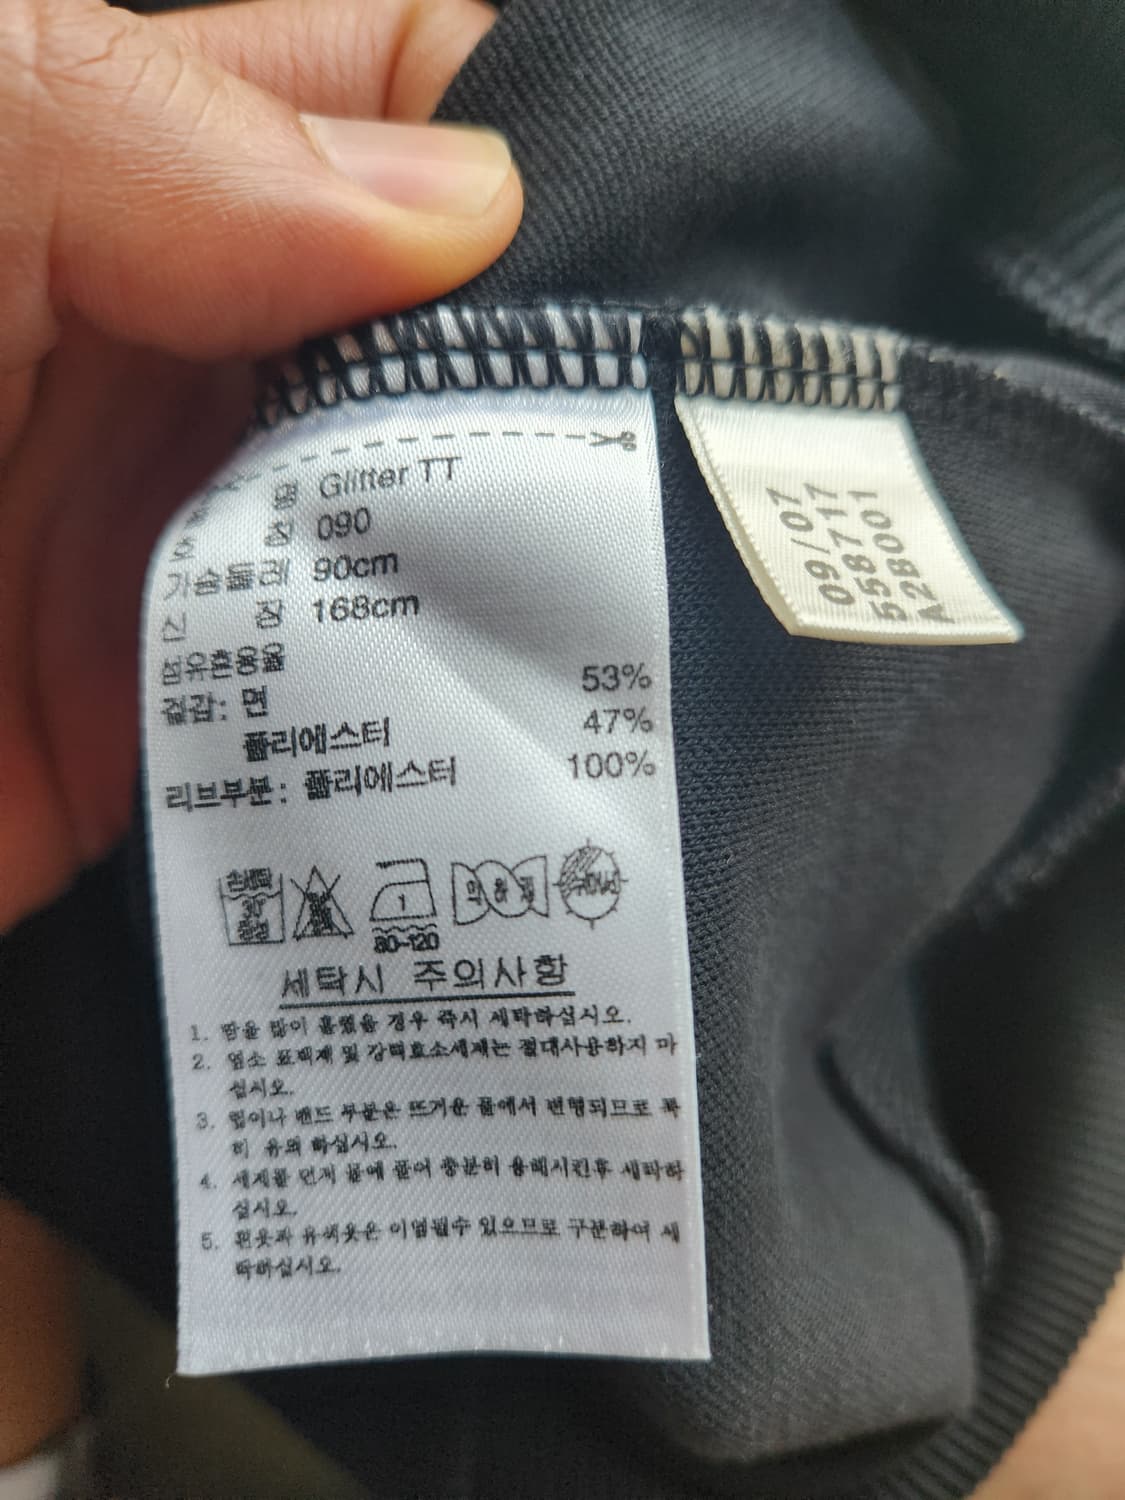 품 명 Glitter TT
호 칭 090
가슴둘레 90cm
신 장 168cm
섬유혼용율
겉감: 면 53%
폴리에스터 47%
리브부분: 폴리에스터 100%
1
80~120
세탁시 주의사항
1. 땀을 많이 흘렸을 경우 즉시 세탁하십시오.
2. 염소 표백제 및 강력효소세제는 절대사용하지 마
십시오.
3. 렙이나 밴드 부분은 뜨거운 물에서 변형되므로 특
히 유의 하십시오.
4. 세제를 먼저 물에 풀어 충분히 용해시킨후 세탁하
십시오.
5. 흰옷과 유색옷은 이염될수 있으므로 구분하여 세
탁하십시오.
09/07
558717
A2B001